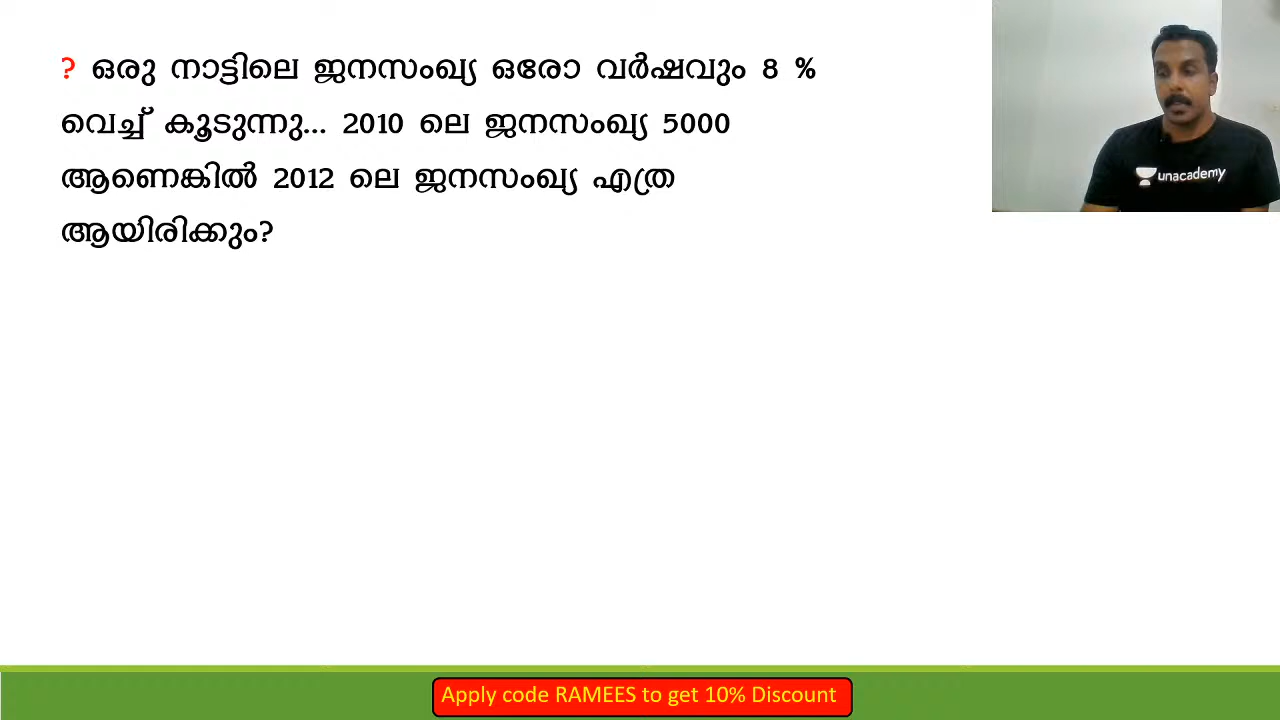 ? ഒരു നാട്ടിലെ ജനസംഖ്യ ഒരോ വർഷവും 8 %
വെച്ച് കൂടുന്നു... 2010 ലെ ജനസംഖ്യ 5000
ആണെങ്കിൽ 2012 ലെ ജനസംഖ്യ എത്ര
ആയിരിക്കും?
unacademy
Apply code RAMEES to get 10% Discount